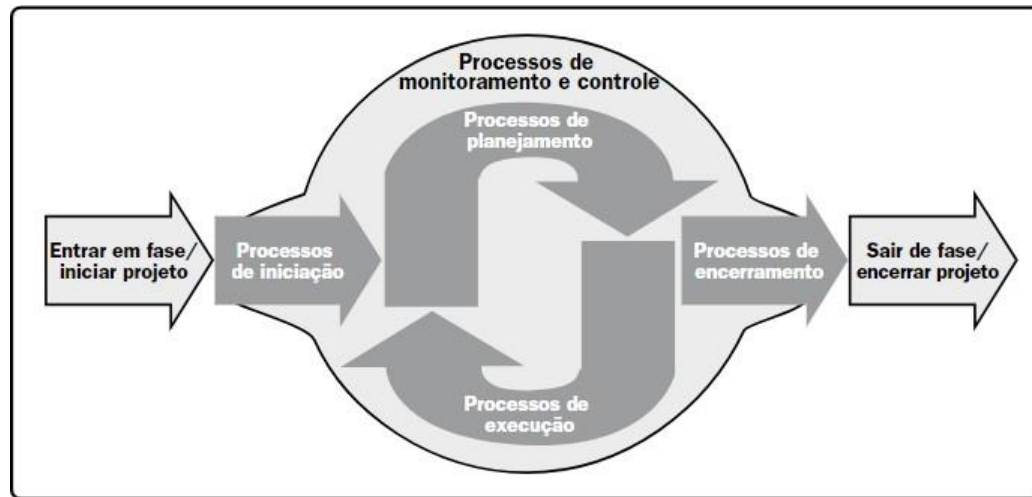 Processos de
monitoramento e controle
Processos de
planejamento
Entrar em fase/
iniciar projeto
Processos
de iniciação
Processos de
encerramento
Sair de fase/
encerrar projeto
Processos de
execução